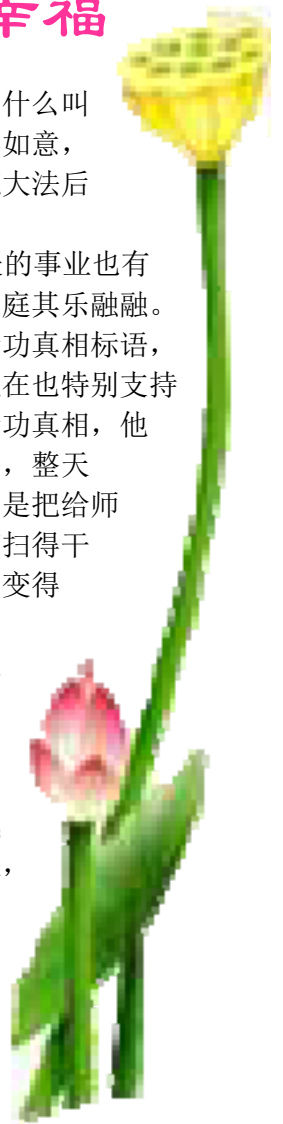 幸福
什么叫
如意，
大法后
的事业也有
庭其乐融融。
功真相标语，
在也特别支持
功真相，他
，整天
是把给师
扫得干
变得
，